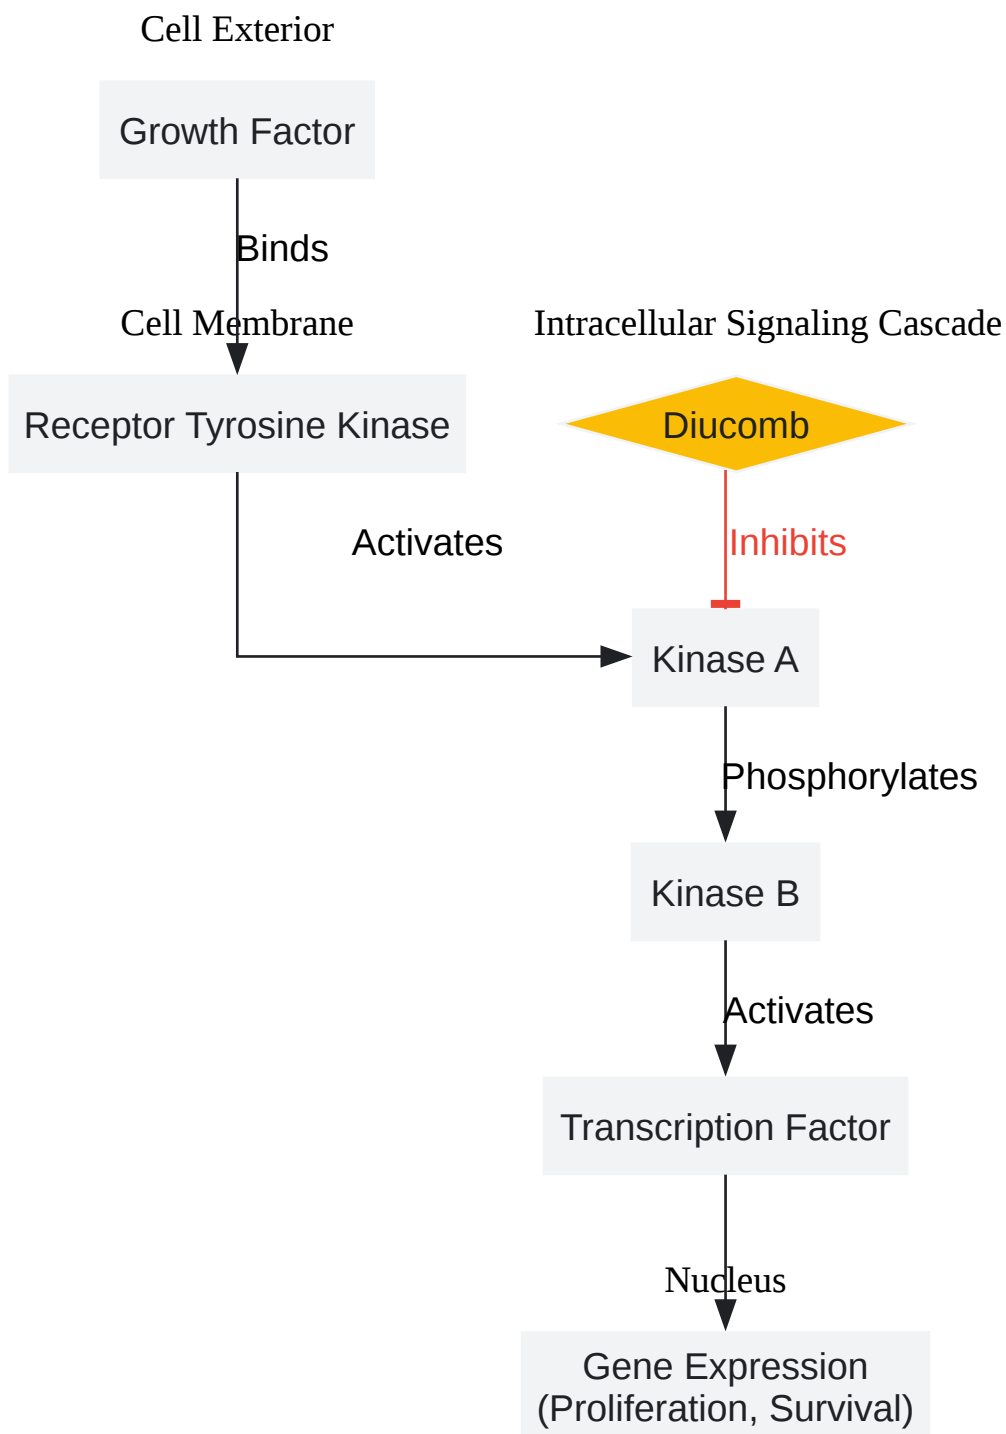 Cell Exterior
Growth Factor
Binds
Cell Membrane
Intracellular Signaling Cascade
Receptor Tyrosine Kinase
Diucomb
Activates
Inhibits
Kinase A
Phosphorylates
Kinase B
Activates
Transcription Factor
Nucleus
Gene Expression
(Proliferation, Survival)